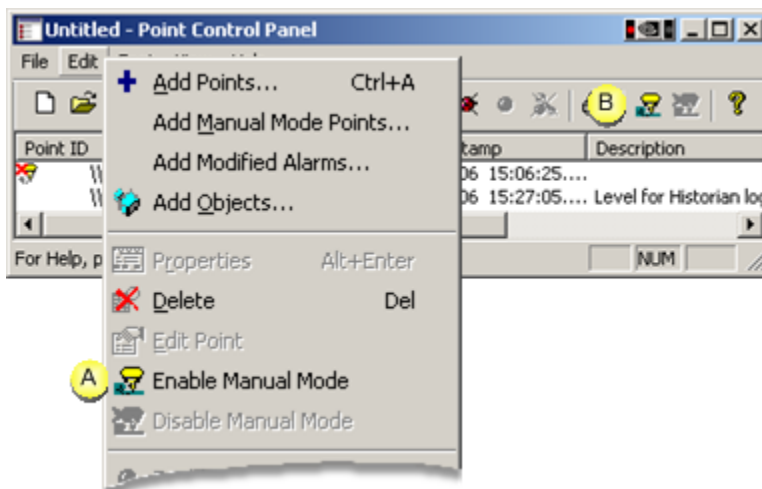 Untitled - Point Control Panel
File Edit
Add Points... Ctrl+A
Add Manual Mode Points...
Add Modified Alarms...
Add Objects...
Properties Alt+Enter
Delete Del
Edit Point
A Enable Manual Mode
Disable Manual Mode
B
Point ID tamp Description
\\ 06 15:06:25....
\\ 06 15:27:05.... Level for Historian log
For Help, p NUM